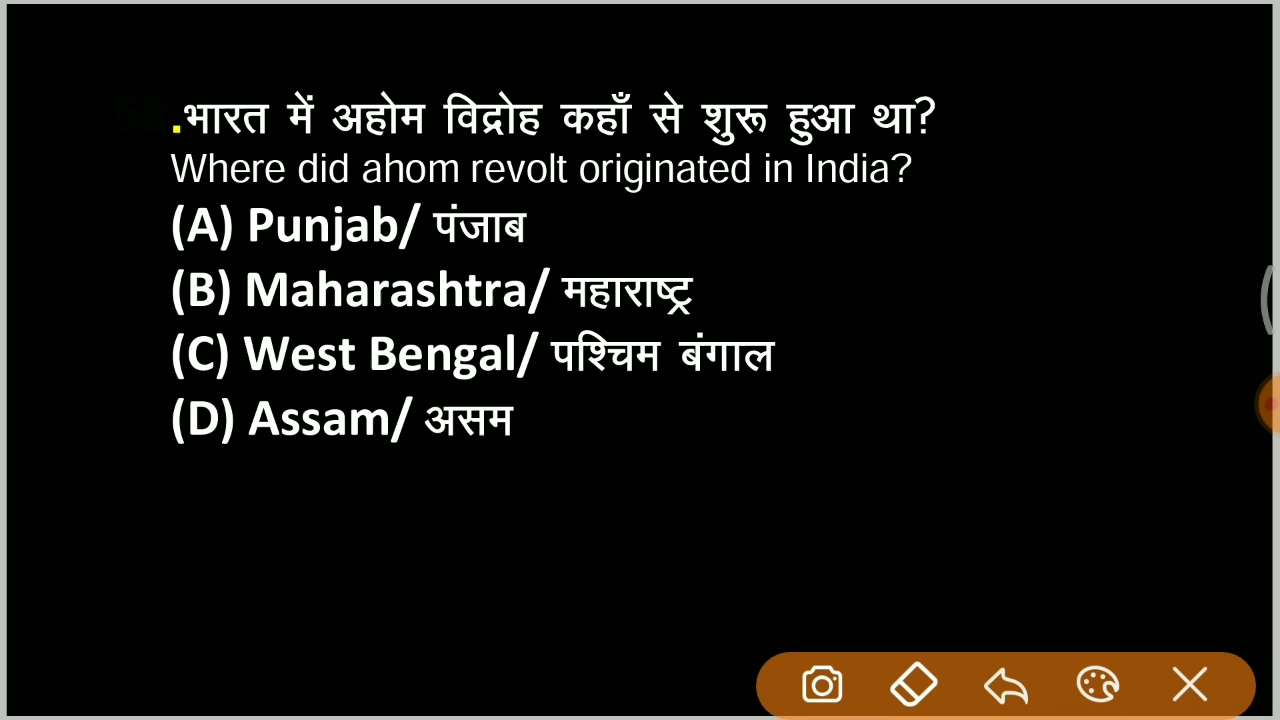 .भारत में अहोम विद्रोह कहाँ से शुरू हुआ था?
Where did ahom revolt originated in India?
(A) Punjab/ पंजाब
(B) Maharashtra/ महाराष्ट्र
(C) West Bengal/ पश्चिम बंगाल
(D) Assam/ असम